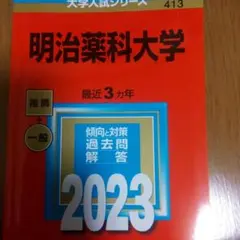 大学入試シリーズ
413
明治薬科大学
最近3カ年
推薦
+
一般
傾向と対策
過去問
解答
2023